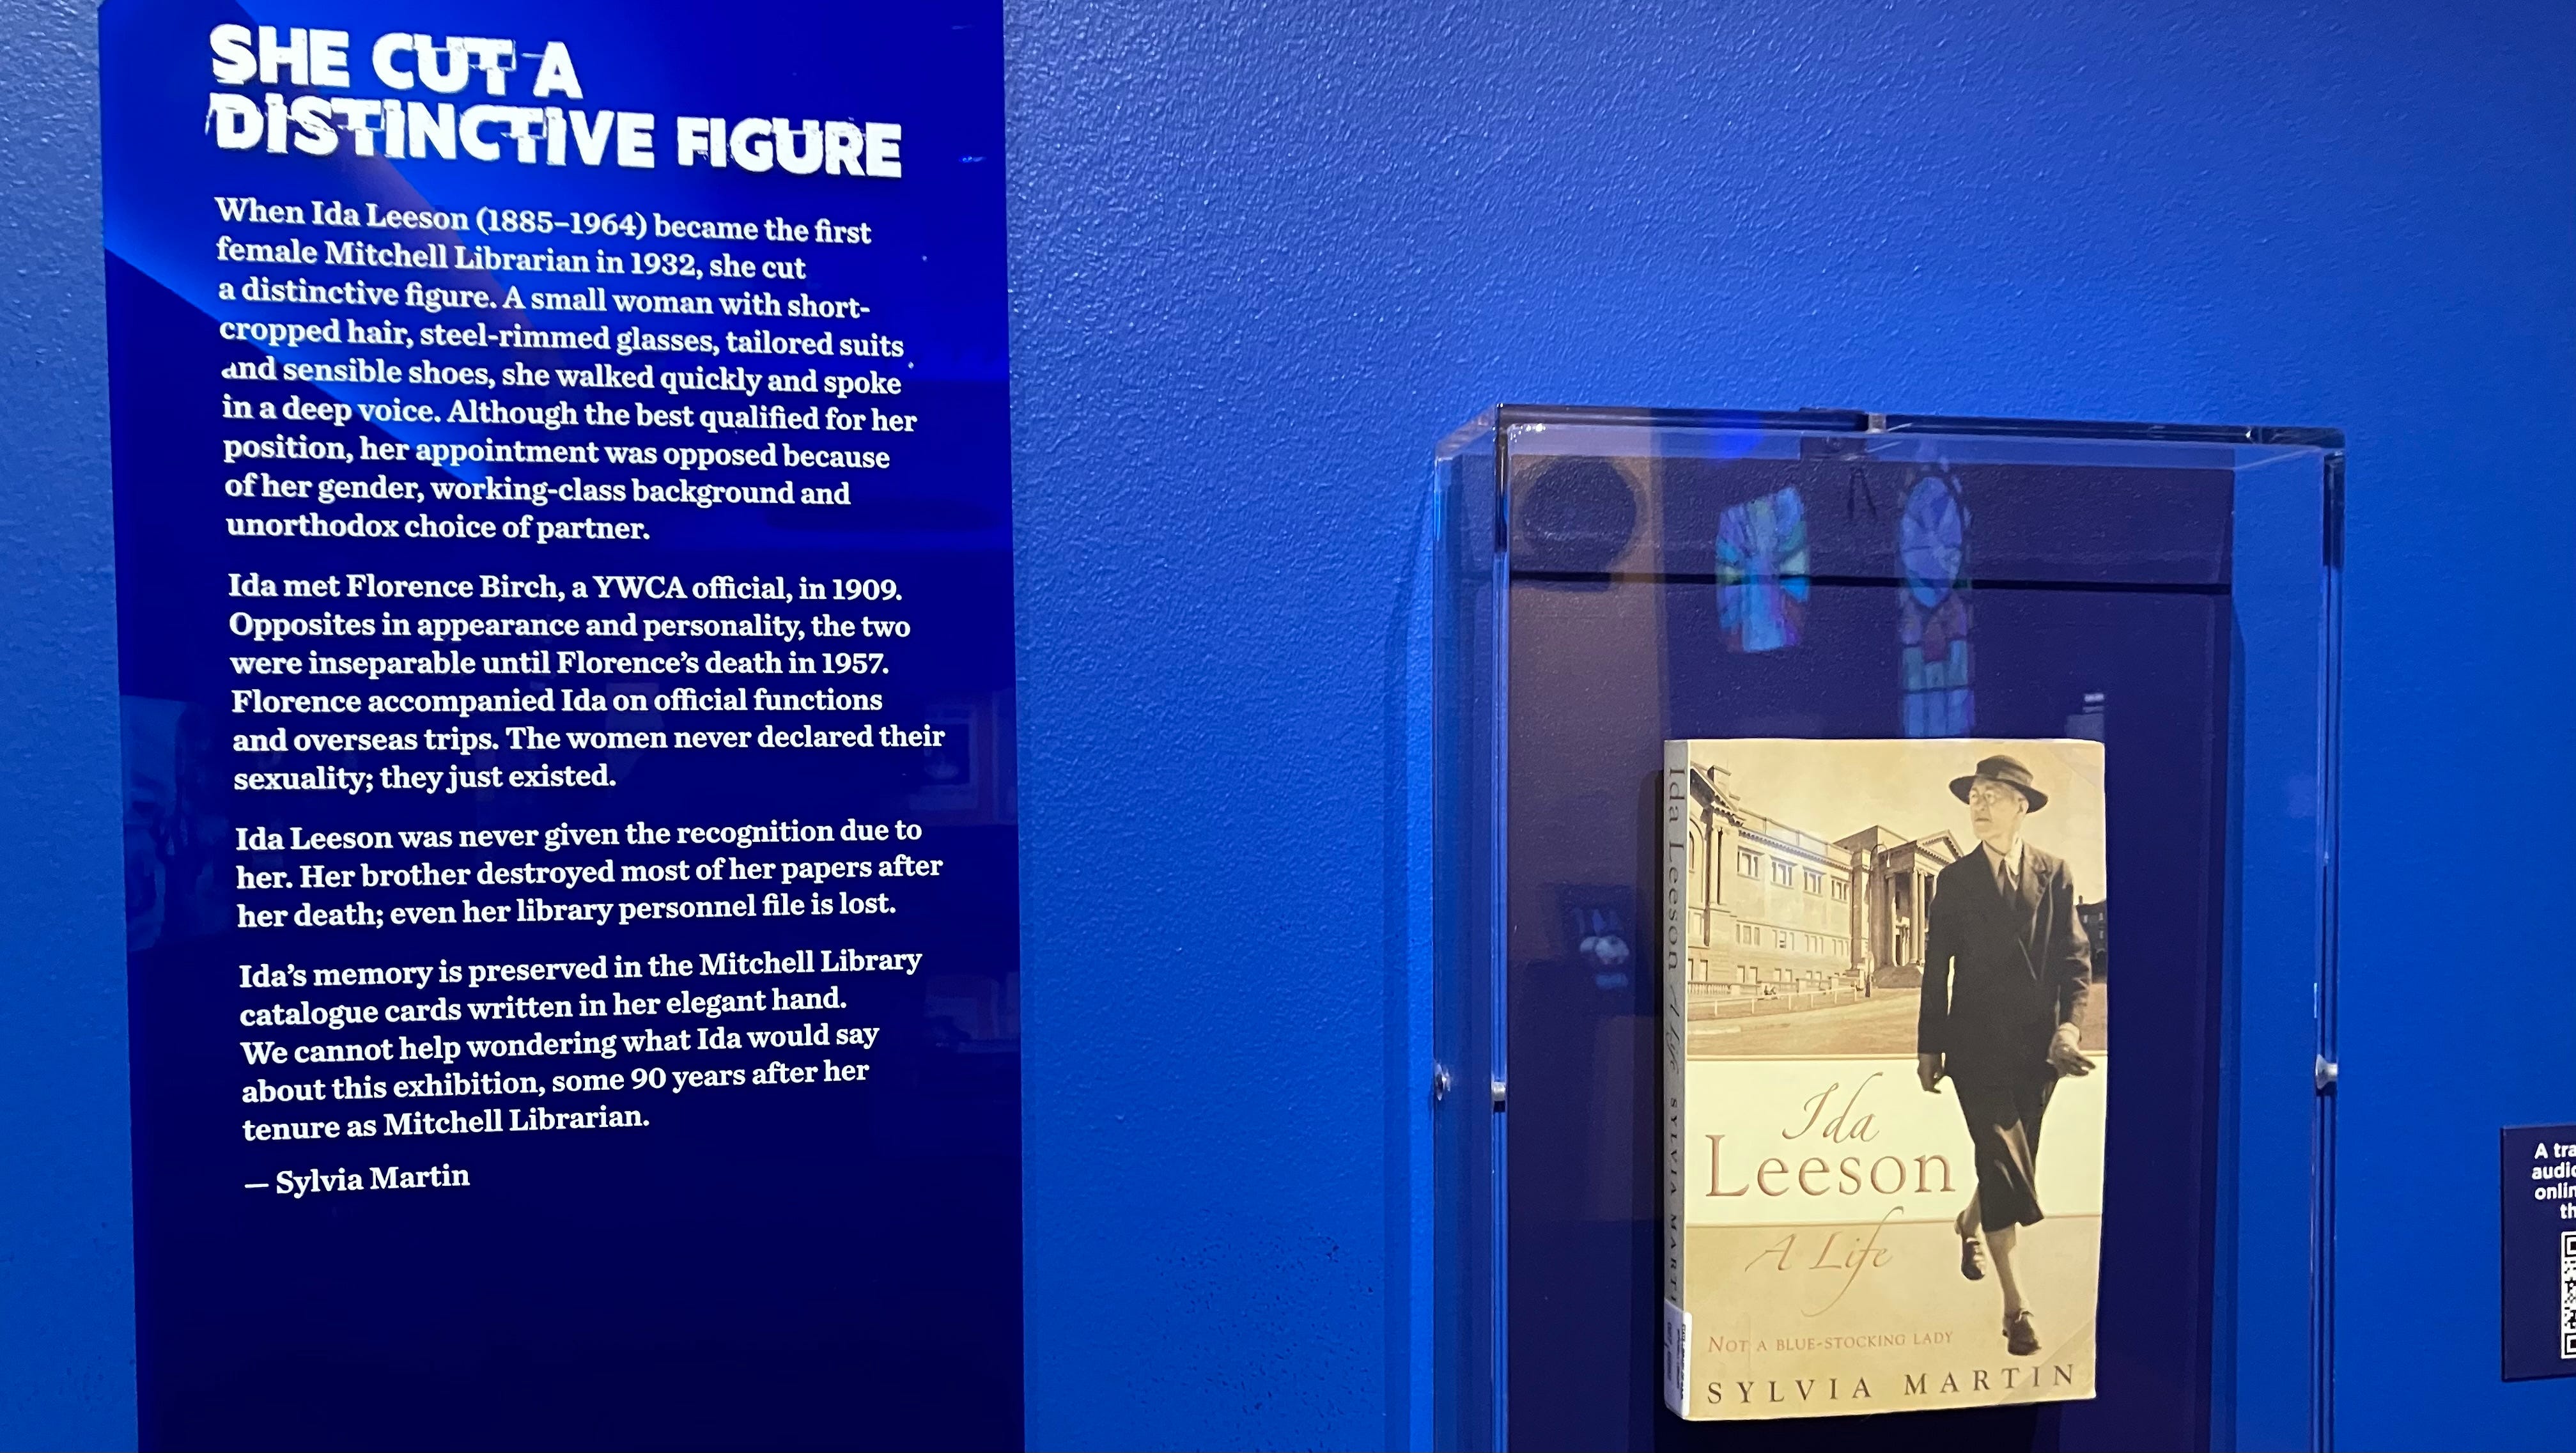 SHE CUT A
DISTINCTIVE FIGURE
When Ida Leeson (1885–1964) became the first
female Mitchell Librarian in 1932, she cut
a distinctive figure. A small woman with short-
cropped hair, steel-rimmed glasses, tailored suits
and sensible shoes, she walked quickly and spoke
in a deep voice. Although the best qualified for her
position, her appointment was opposed because
of her gender, working-class background and
unorthodox choice of partner.
Ida met Florence Birch, a YWCA official, in 1909.
Opposites in appearance and personality, the two
were inseparable until Florence’s death in 1957.
Florence accompanied Ida on official functions
and overseas trips. The women never declared their
sexuality; they just existed.
Ida Leeson was never given the recognition due to
her. Her brother destroyed most of her papers after
her death; even her library personnel file is lost.
Ida’s memory is preserved in the Mitchell Library
catalogue cards written in her elegant hand.
We cannot help wondering what Ida would say
about this exhibition, some 90 years after her
tenure as Mitchell Librarian.
— Sylvia Martin
Ida Leeson A Life SYLVIA MARTIN
Ida
Leeson
A Life
NOT A BLUE-STOCKING LADY
SYLVIA MARTIN
A